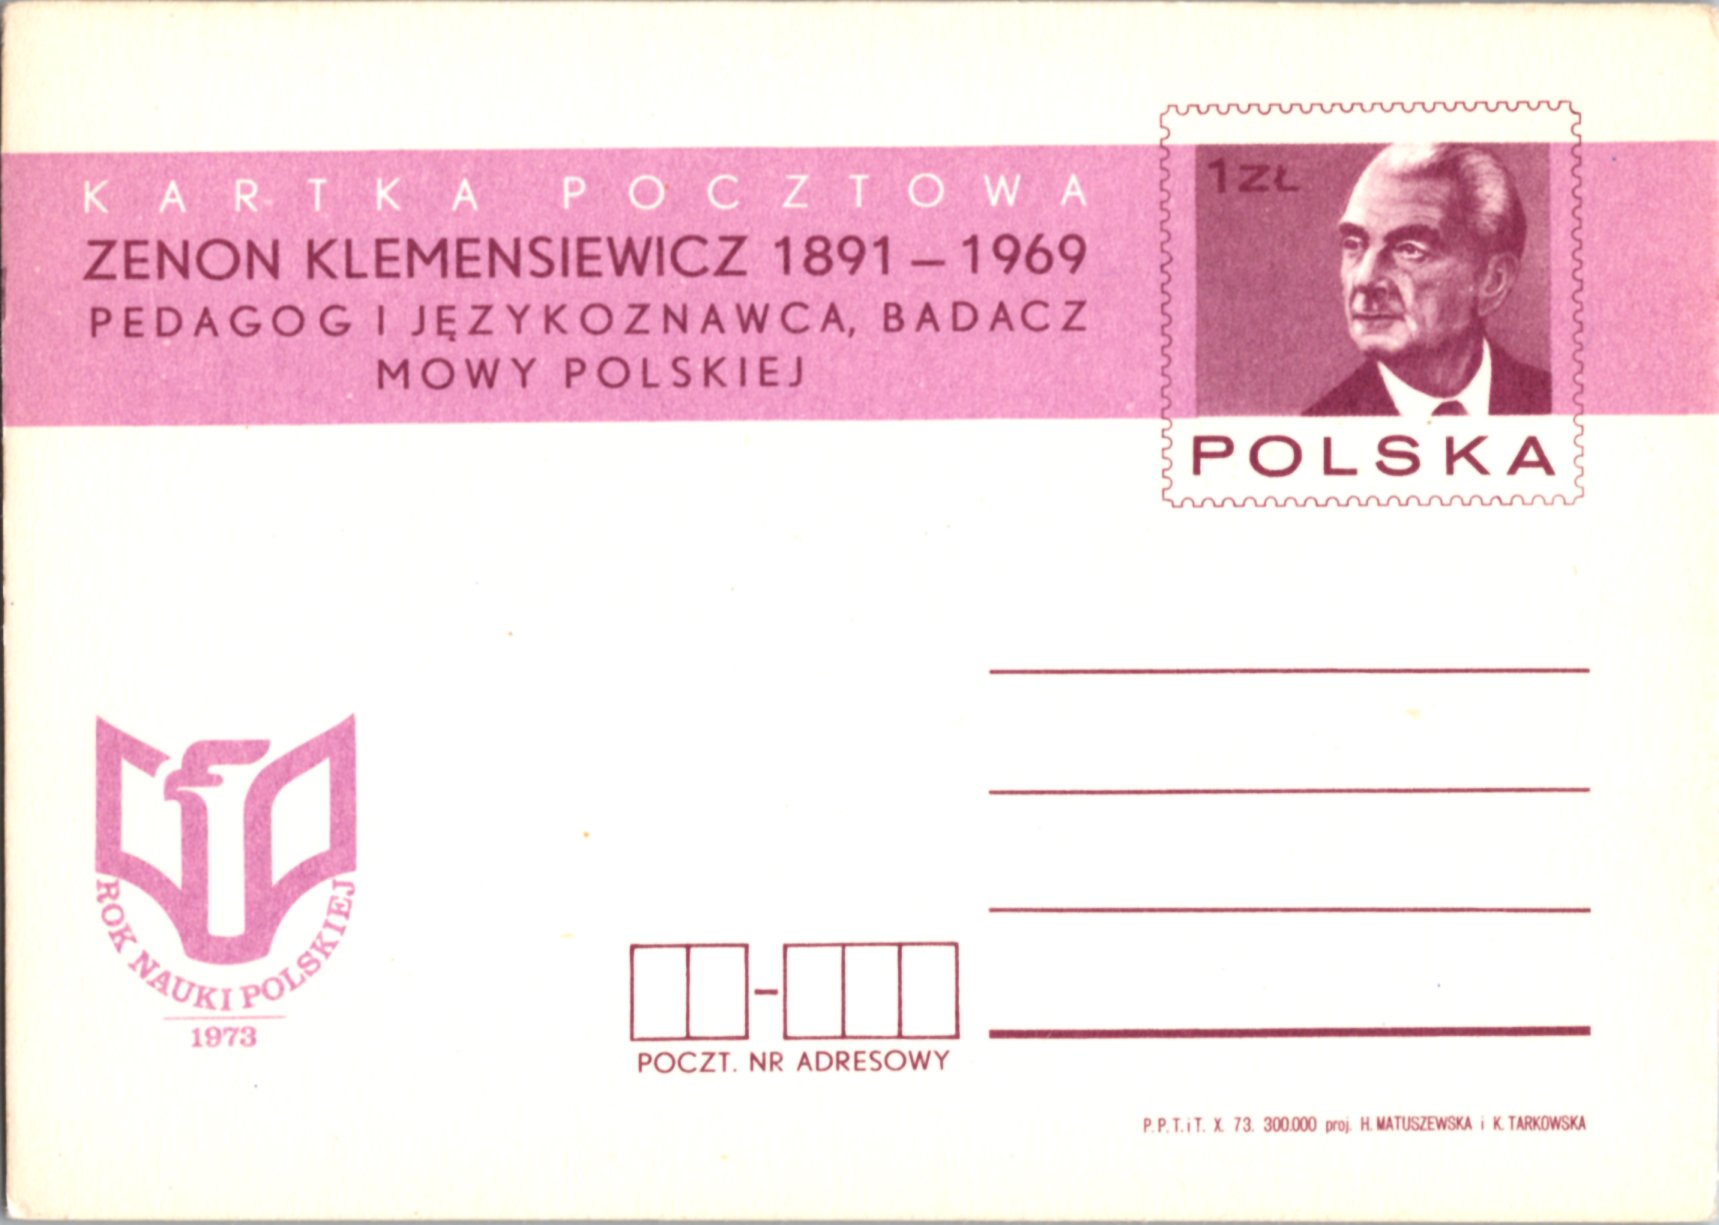 KARTKA POCZTOWA
ZENON KLEMENSIEWICZ 1891 – 1969
PEDAGOG I JĘZYKOZNAWCA, BADACZ
MOWY POLSKIEJ
1 ZŁ
POLSKA
ROK NAUKI POLSKIEJ
1973
POCZT. NR ADRESOWY
P.P.T.iT. X. 73. 300.000 proj. H. MATUSZEWSKA i K. TARKOWSKA